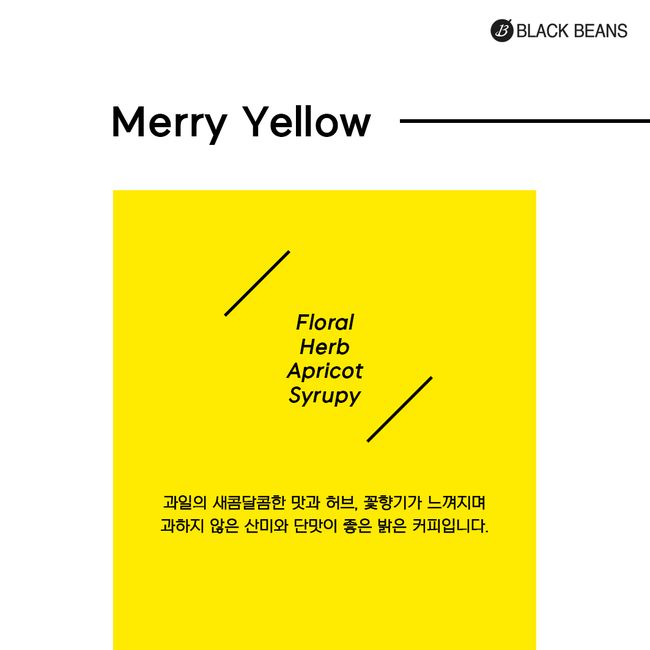 BLACK BEANS
Merry Yellow
Floral
Herb
Apricot
Syrupy
과일의 새콤달콤한 맛과 허브, 꽃향기가 느껴지며
과하지 않은 산미와 단맛이 좋은 밝은 커피입니다.